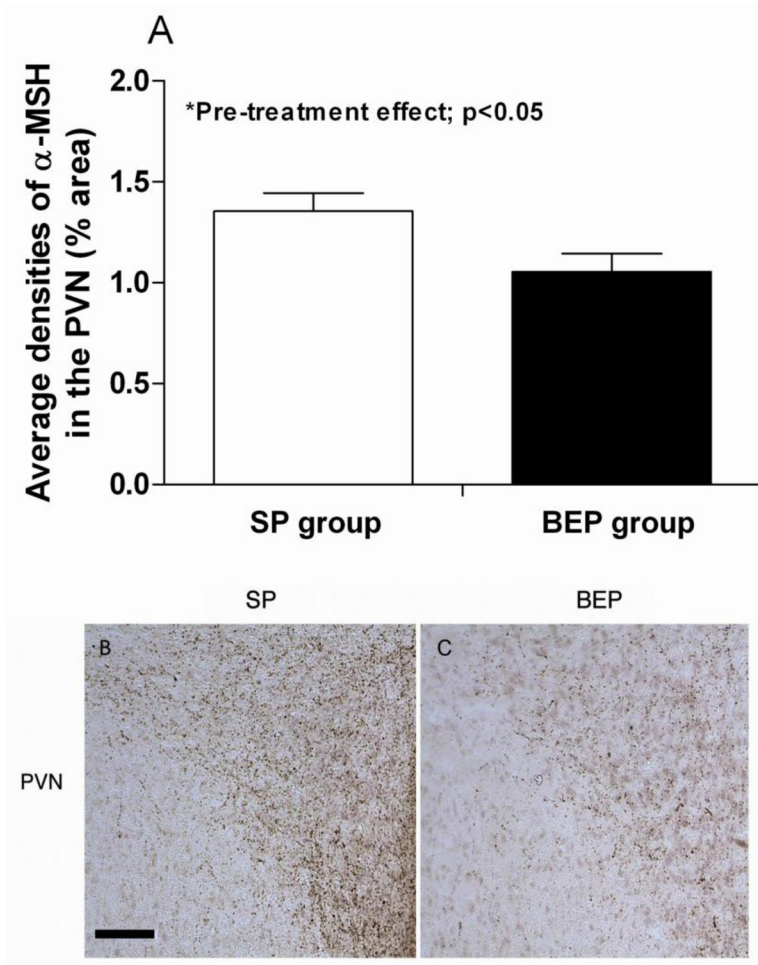 A
Average densities of α-MSH
in the PVN (% area)
2.0
1.5
1.0
0.5
0.0
*Pre-treatment effect; p<0.05
SP group
BEP group
SP
BEP
PVN
B
C